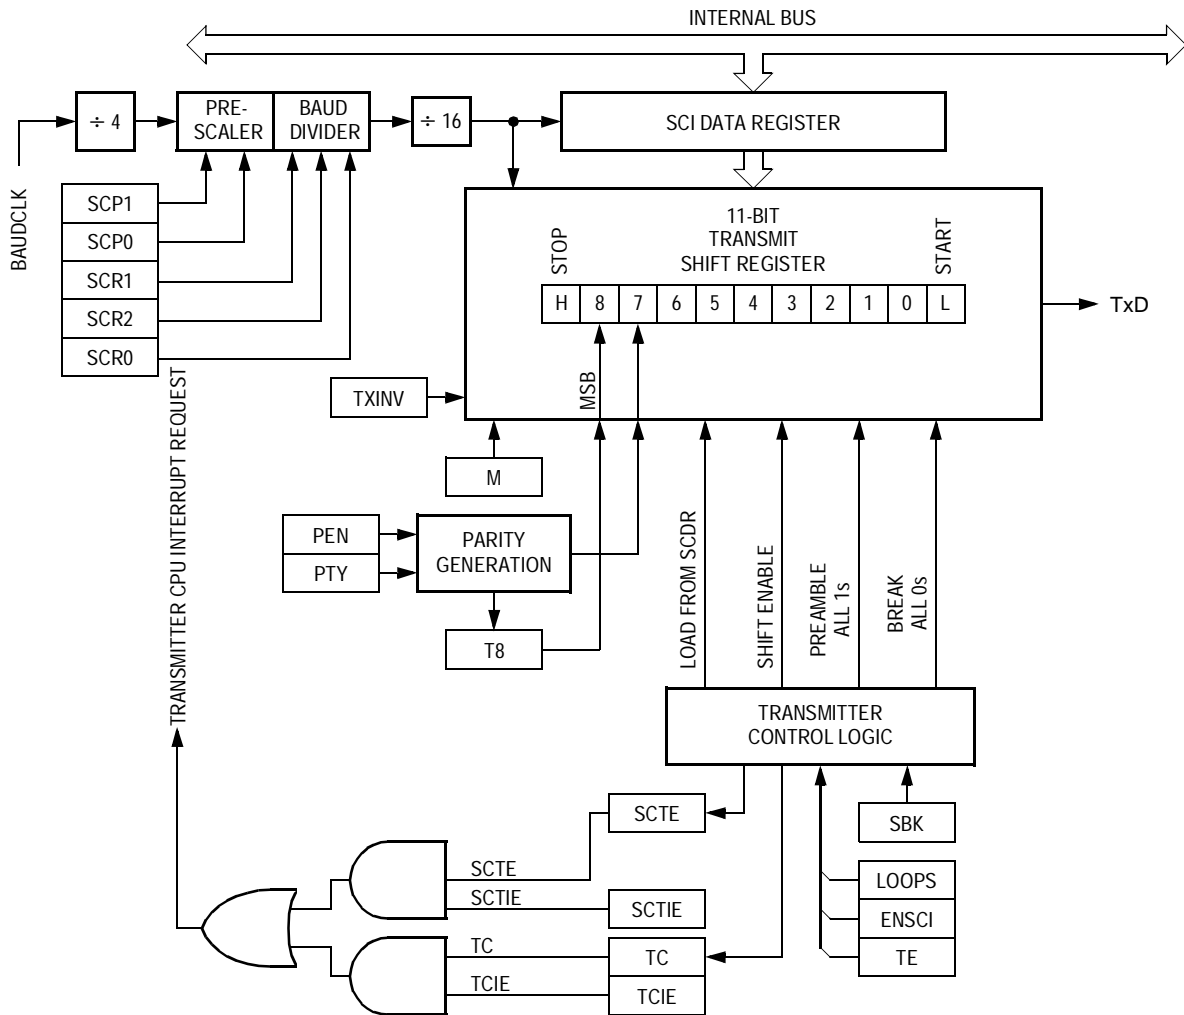 INTERNAL BUS
÷ 4
PRE-
SCALER
BAUD
DIVIDER
÷ 16
SCI DATA REGISTER
BAUDCLK
SCP1
SCP0
SCR1
SCR2
SCR0
11-BIT
TRANSMIT
SHIFT REGISTER
STOP
START
H 8 7 6 5 4 3 2 1 0 L
TxD
MSB
TXINV
M
PEN
PTY
PARITY
GENERATION
T8
TRANSMITTER CPU INTERRUPT REQUEST
LOAD FROM SCDR
SHIFT ENABLE
PREAMBLE
ALL 1s
BREAK
ALL 0s
TRANSMITTER
CONTROL LOGIC
SCTE
SBK
SCTE
SCTIE
SCTIE
LOOPS
ENSCI
TE
TC
TC
TCIE
TCIE